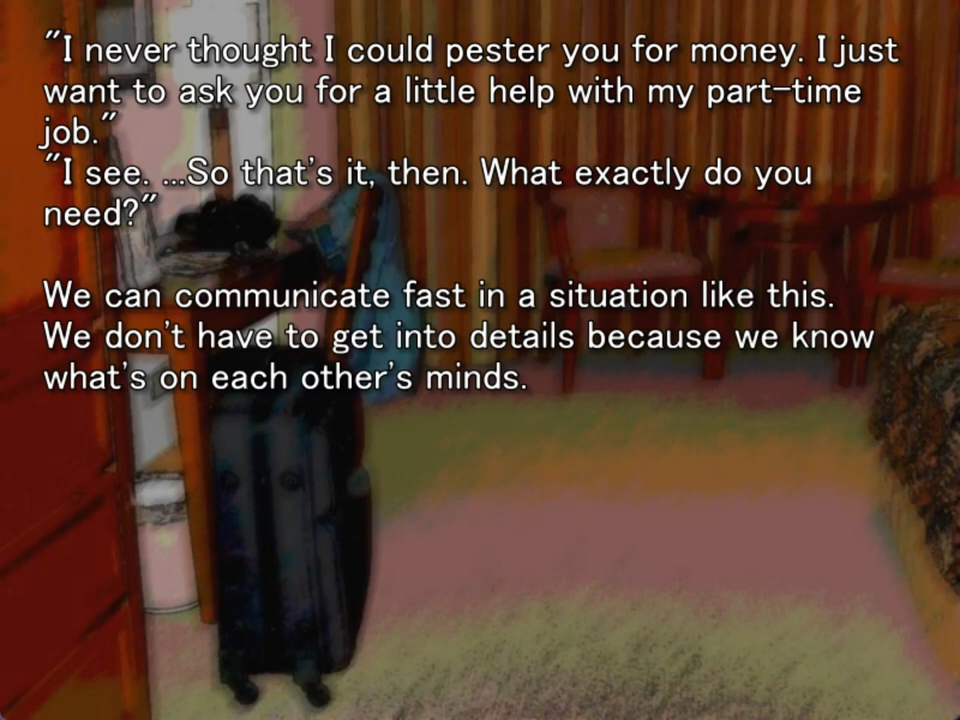 "I never thought I could pester you for money. I just
want to ask you for a little help with my part-time
job."
"I see. ...So that's it, then. What exactly do you
need?"
We can communicate fast in a situation like this.
We don't have to get into details because we know
what's on each other's minds.